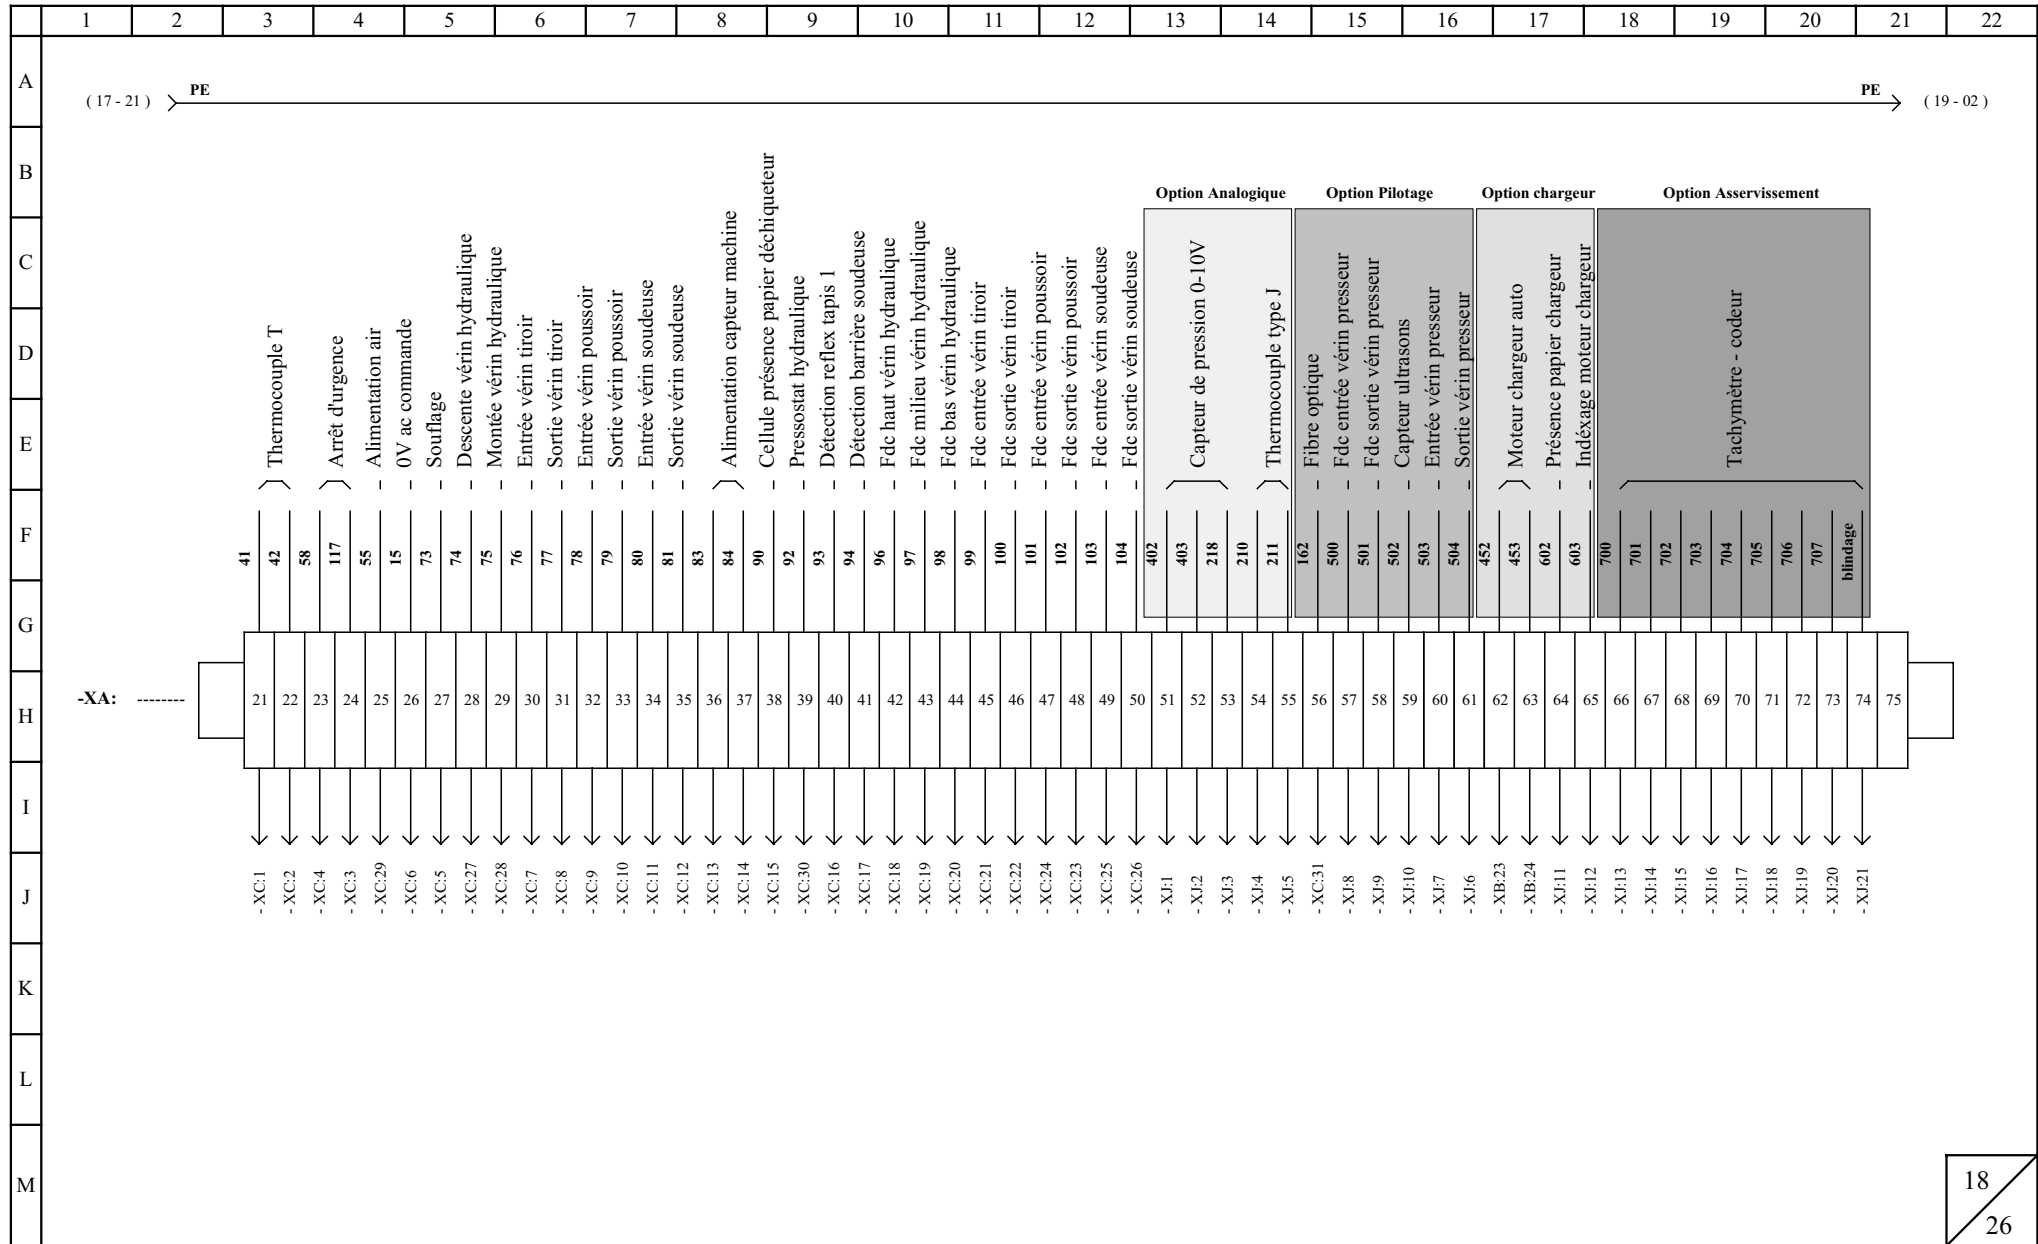 1 2 3 4 5 6 7 8 9 10 11 12 13 14 15 16 17 18 19 20 21 22
A
( 17 - 21 ) PE PE ( 19 - 02 )
B
Option Analogique Option Pilotage Option chargeur Option Asservissement
C
D
E
Thermocouple T
Arrêt d'urgence
Alimentation air
0V ac commande
Souflage
Descente vérin hydraulique
Montée vérin hydraulique
Entrée vérin tiroir
Sortie vérin tiroir
Entrée vérin poussoir
Sortie vérin poussoir
Entrée vérin soudeuse
Sortie vérin soudeuse
Alimentation capteur machine
Cellule présence papier déchiqueteur
Pressostat hydraulique
Détection reflex tapis 1
Détection barrière soudeuse
Fdc haut vérin hydraulique
Fdc milieu vérin hydraulique
Fdc bas vérin hydraulique
Fdc entrée vérin tiroir
Fdc sortie vérin tiroir
Fdc entrée vérin poussoir
Fdc sortie vérin poussoir
Fdc entrée vérin soudeuse
Fdc sortie vérin soudeuse
Capteur de pression 0-10V
Thermocouple type J
Fibre optique
Fdc entrée vérin presseur
Fdc sortie vérin presseur
Capteur ultrasons
Entrée vérin presseur
Sortie vérin presseur
Moteur chargeur auto
Présence papier chargeur
Indéxage moteur chargeur
Tachymètre - codeur
F
41 42 58 117 55 15 73 74 75 76 77 78 79 80 81 83 84 90 92 93 94 96 97 98 99 100 101 102 103 104 402 403 218 210 211 162 500 501 502 503 504 452 453 602 603 700 701 702 703 704 705 706 707 blindage
G
H
-XA: --------
21 22 23 24 25 26 27 28 29 30 31 32 33 34 35 36 37 38 39 40 41 42 43 44 45 46 47 48 49 50 51 52 53 54 55 56 57 58 59 60 61 62 63 64 65 66 67 68 69 70 71 72 73 74 75
I
J
- XC:1
- XC:2
- XC:4
- XC:3
- XC:29
- XC:6
- XC:5
- XC:27
- XC:28
- XC:7
- XC:8
- XC:9
- XC:10
- XC:11
- XC:12
- XC:13
- XC:14
- XC:15
- XC:30
- XC:16
- XC:17
- XC:18
- XC:19
- XC:20
- XC:21
- XC:22
- XC:24
- XC:23
- XC:25
- XC:26
- XJ:1
- XJ:2
- XJ:3
- XJ:4
- XJ:5
- XC:31
- XJ:8
- XJ:9
- XJ:10
- XJ:7
- XJ:6
- XB:23
- XB:24
- XJ:11
- XJ:12
- XJ:13
- XJ:14
- XJ:15
- XJ:16
- XJ:17
- XJ:18
- XJ:19
- XJ:20
- XJ:21
K
L
M
18
26